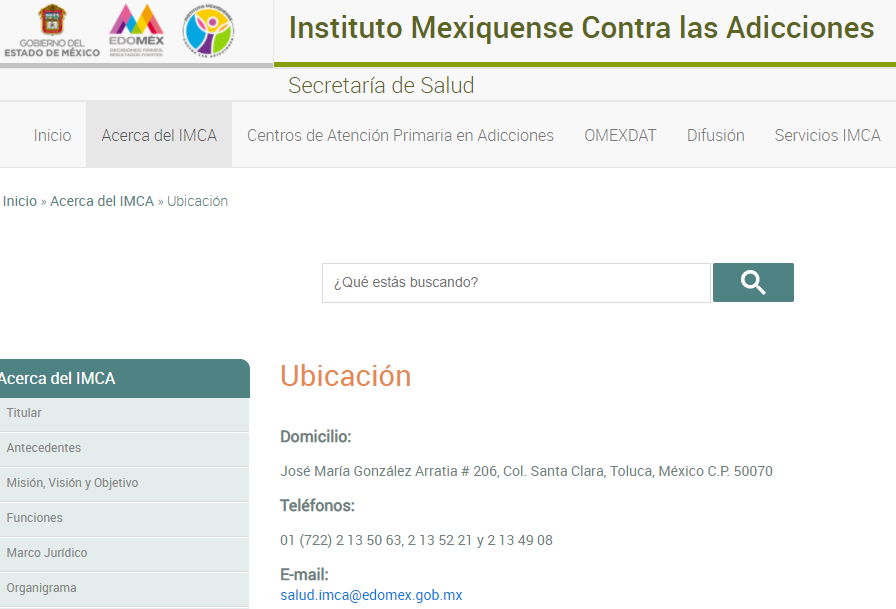 GOBIERNO DEL
ESTADO DE MÉXICO
EDOMÉX
DECISIONES FIRMES, RESULTADOS FUERTES.
Instituto Mexiquense Contra las Adicciones
Secretaría de Salud
Inicio Acerca del IMCA Centros de Atención Primaria en Adicciones OMEXDAT Difusión Servicios IMCA
Inicio » Acerca del IMCA » Ubicación
¿Qué estás buscando?
Acerca del IMCA
Titular
Antecedentes
Misión, Visión y Objetivo
Funciones
Marco Jurídico
Organigrama
Ubicación
Domicilio:
José María González Arratia # 206, Col. Santa Clara, Toluca, México C.P. 50070
Teléfonos:
01 (722) 2 13 50 63, 2 13 52 21 y 2 13 49 08
E-mail:
salud.imca@edomex.gob.mx